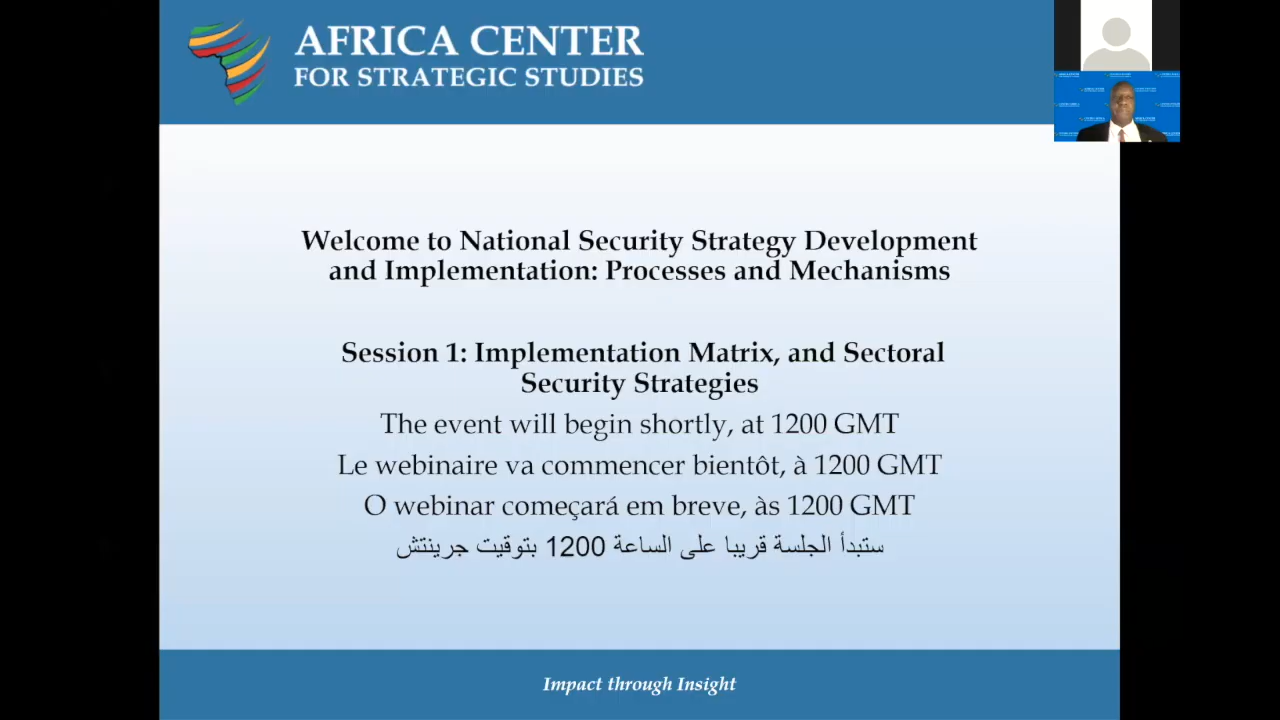 AFRICA CENTER
FOR STRATEGIC STUDIES
Welcome to National Security Strategy Development
and Implementation: Processes and Mechanisms
Session 1: Implementation Matrix, and Sectoral
Security Strategies
The event will begin shortly, at 1200 GMT
Le webinaire va commencer bientôt, à 1200 GMT
O webinar começará em breve, às 1200 GMT
ستبدأ الجلسة قريبا على الساعة 1200 بتوقيت جرينتش
Impact through Insight